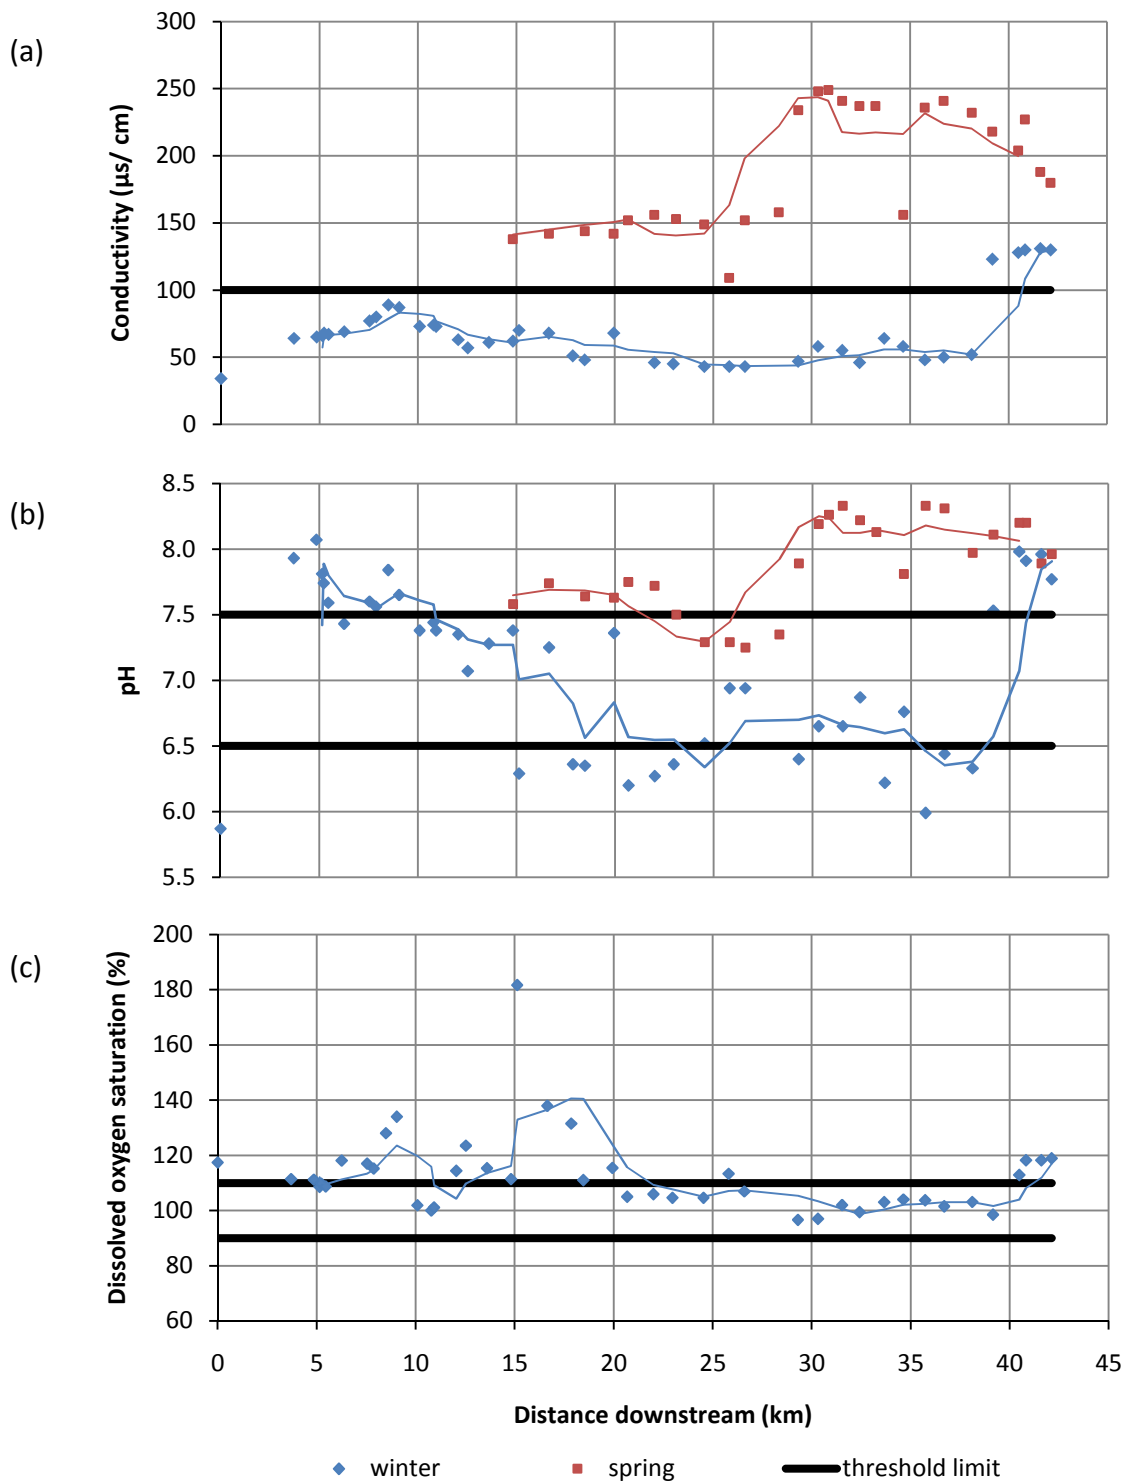 (a)
Conductivity (µs/ cm)
300
250
200
150
100
50
0
(b)
pH
8.5
8.0
7.5
7.0
6.5
6.0
5.5
(c)
Dissolved oxygen saturation (%)
200
180
160
140
120
100
80
60
0 5 10 15 20 25 30 35 40 45
Distance downstream (km)
winter spring threshold limit